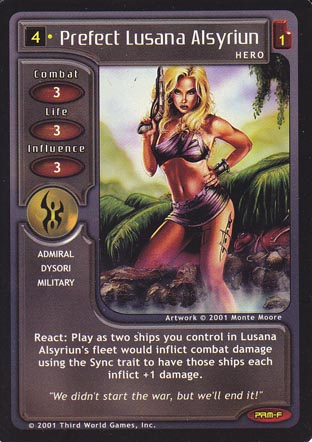 4 • Prefect Lusana Alsyriun 1
HERO
Combat
3
Life
3
Influence
3
ADMIRAL
DYSORI
MILITARY
Artwork © 2001 Monte Moore
React: Play as two ships you control in Lusana
Alsyriun's fleet would inflict combat damage
using the Sync trait to have those ships each
inflict +1 damage.
"We didn't start the war, but we'll end it!"
© 2001 Third World Games, Inc.
PRM-F